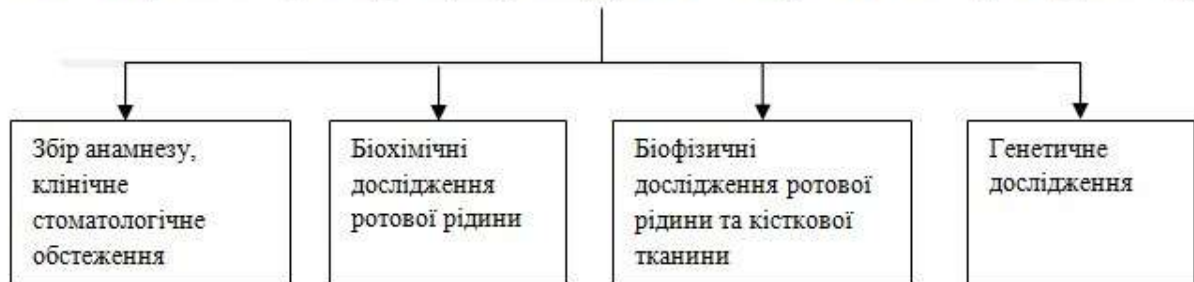 Збір анамнезу,
клінічне
стоматологічне
обстеження
Біохімічні
дослідження
ротової рідини
Біофізичні
дослідження ротової
рідини та кісткової
тканини
Генетичне
дослідження